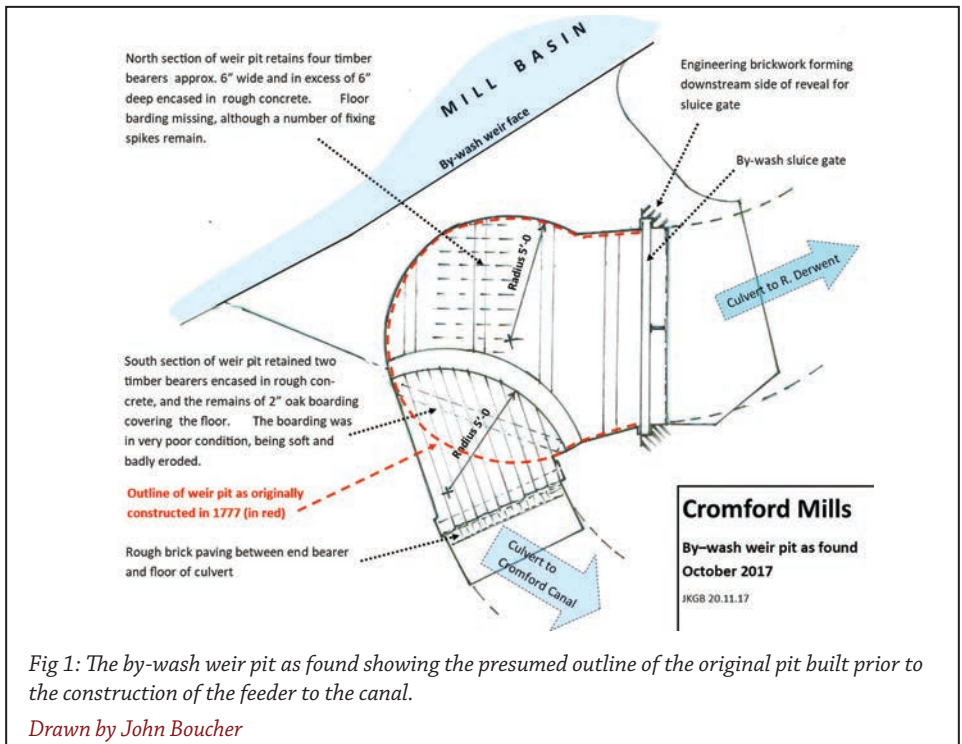 North section of weir pit retains four timber
bearers approx. 6” wide and in excess of 6”
deep encased in rough concrete. Floor
barding missing, although a number of fixing
spikes remain.
MILL BASIN
By-wash weir face
Engineering brickwork forming
downstream side of reveal for
sluice gate
By-wash sluice gate
Radius 5'-0
Culvert to R. Derwent
South section of weir pit retained two
timber bearers encased in rough con-
crete, and the remains of 2” oak boarding
covering the floor. The boarding was
in very poor condition, being soft and
badly eroded.
Radius 5'-0
Outline of weir pit as originally
constructed in 1777 (in red)
Rough brick paving between end bearer
and floor of culvert
Culvert to
Cromford Canal
Cromford Mills
By–wash weir pit as found
October 2017
JKGB 20.11.17
Fig 1: The by-wash weir pit as found showing the presumed outline of the original pit built prior to
the construction of the feeder to the canal.
Drawn by John Boucher